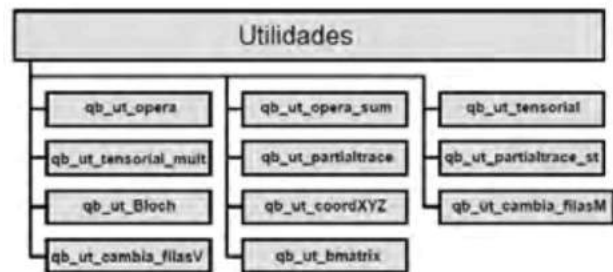 Utilidades
qb_ut_opera
qb_ut_opera_sum
qb_ut_tensorial
qb_ut_tensorial_mult
qb_ut_partialtrace
qb_ut_partialtrace_st
qb_ut_Bloch
qb_ut_coordXYZ
qb_ut_cambia_filasM
qb_ut_cambia_filasV
qb_ut_bmatrix